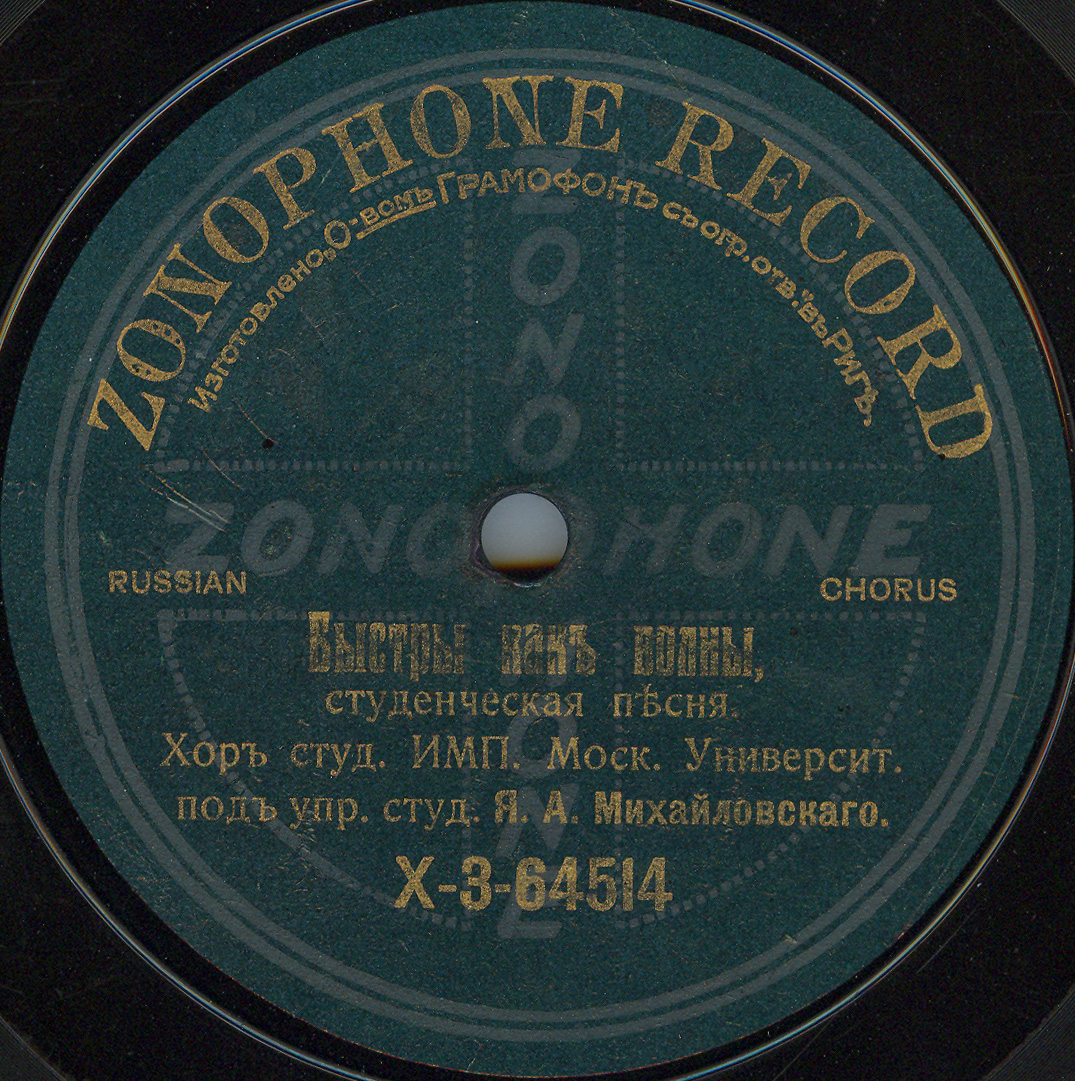 ZONOPHONE RECORD
Изготовлено „О-вомъ ГРАМОФОНЪ съ огр. отв.“ въ Ригѣ.
ZONOPHONE
ZONOPHONE
RUSSIAN CHORUS
Быстры какъ волны,
студенческая пѣсня.
Хоръ студ. ИМП. Моск. Университ.
подъ упр. студ. Я. А. Михайловскаго.
X-3-64514